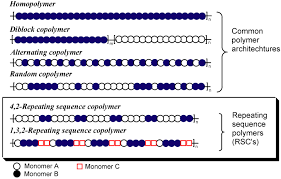 Homopolymer
Diblock copolymer
Alternating copolymer
Random copolymer
Common
polymer
architechtures
4,2-Repeating sequence copolymer
1,3,2-Repeating sequence copolymer
Repeating
sequence
polymers
(RSC's)
Monomer A
Monomer C
Monomer B